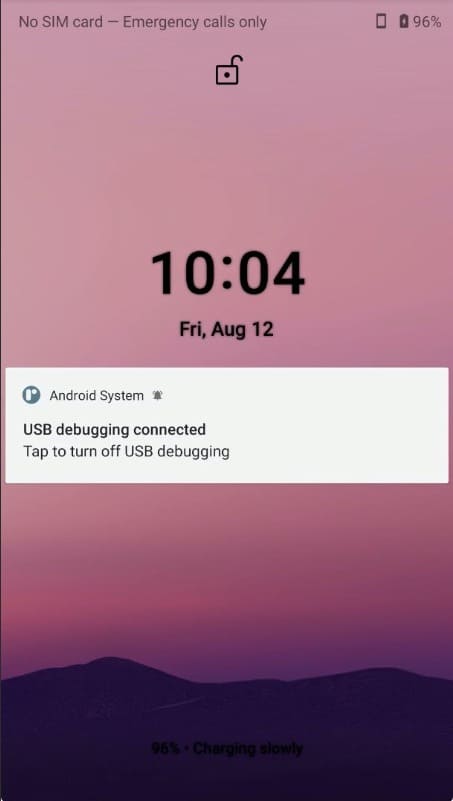 No SIM card — Emergency calls only 96%
10:04
Fri, Aug 12
Android System
USB debugging connected
Tap to turn off USB debugging
96% • Charging slowly